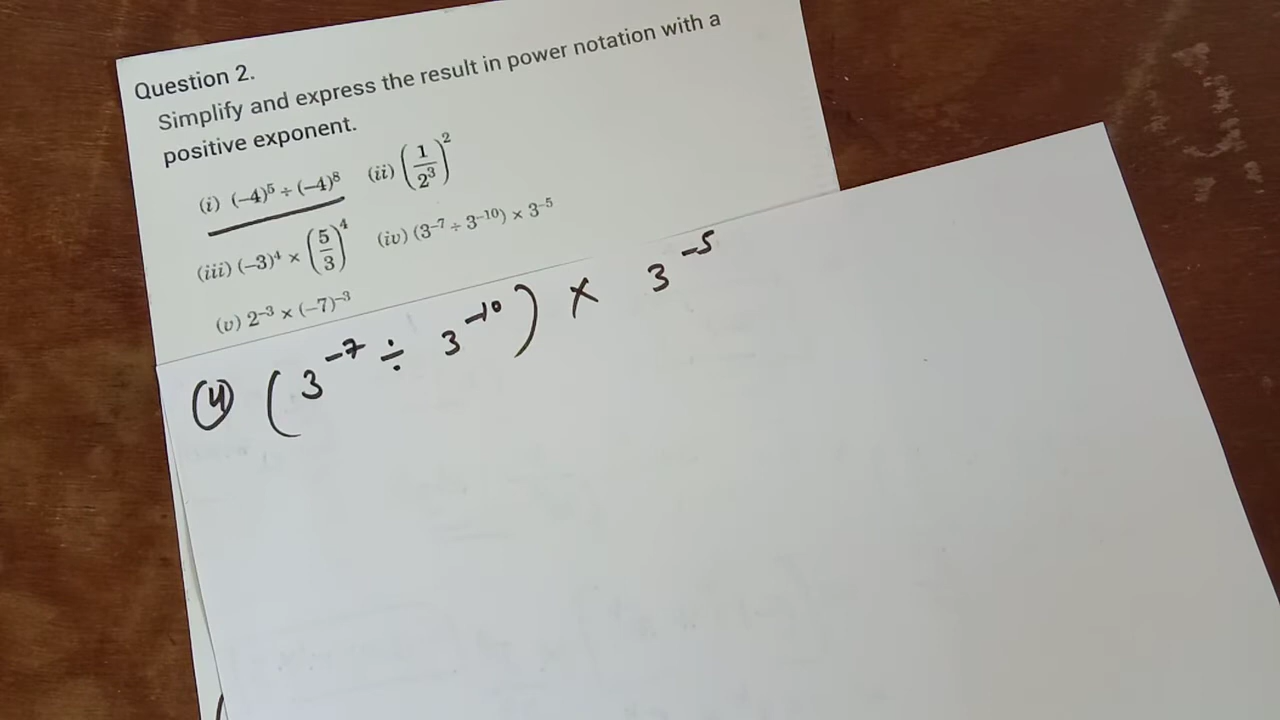 Question 2.
Simplify and express the result in power notation with a
positive exponent.
(i) (−4)⁵ ÷ (−4)⁸ (ii) (1/2³)²
(iii) (−3)⁴ × (5/3)⁴ (iv) (3⁻⁷ ÷ 3⁻¹⁰) × 3⁻⁵
(v) 2⁻³ × (−7)⁻³
(4) (3⁻⁷ ÷ 3⁻¹⁰) × 3⁻⁵